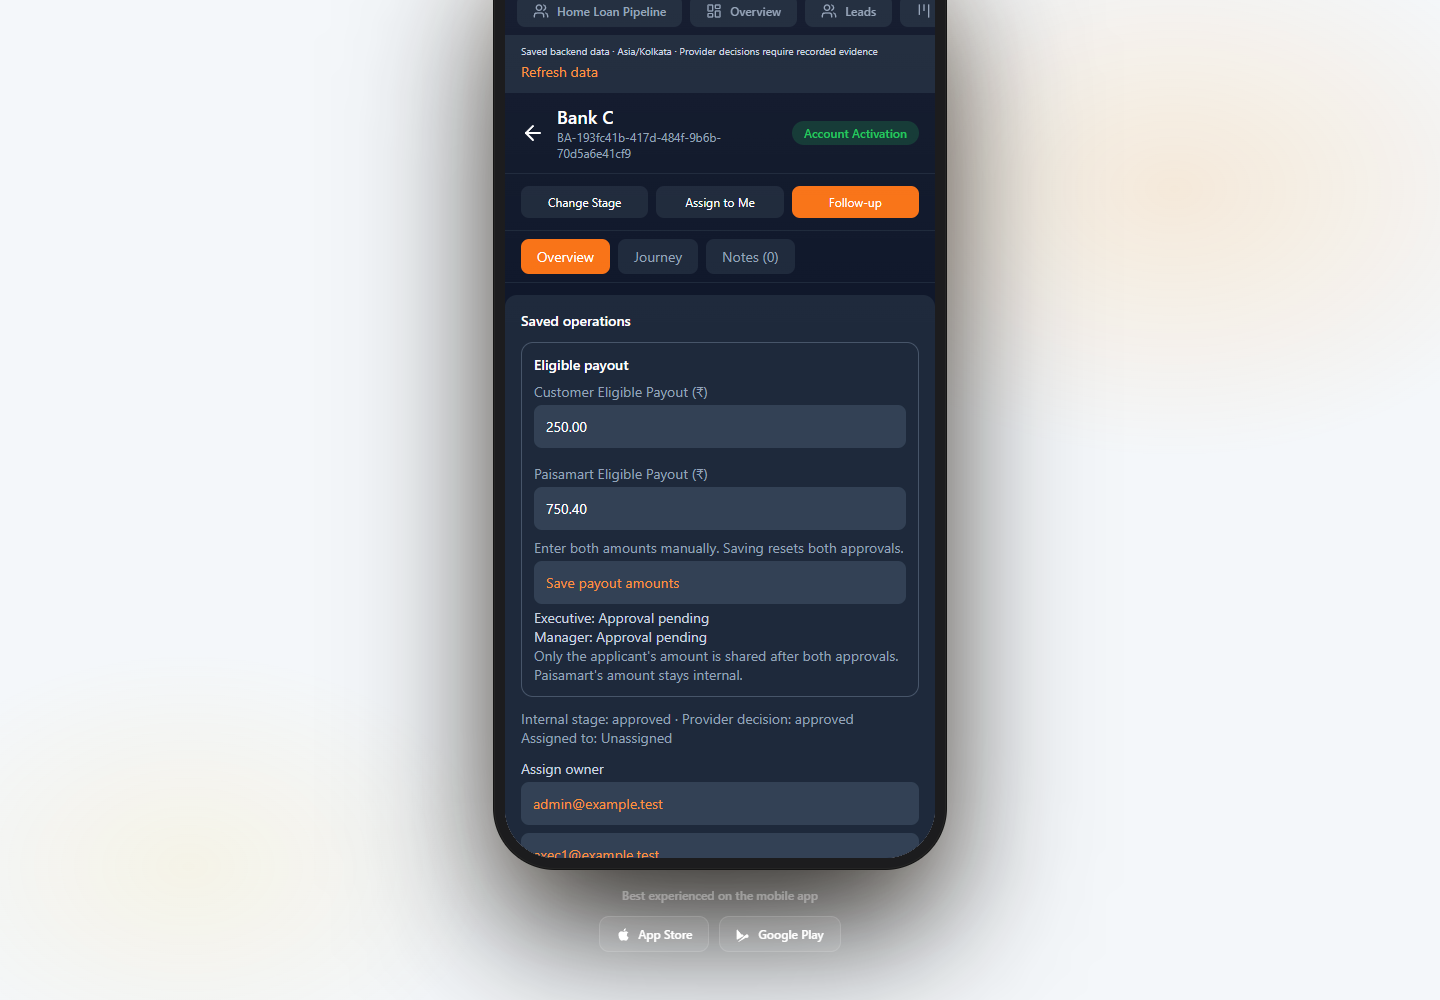 Home Loan Pipeline
Overview
Leads
Saved backend data · Asia/Kolkata · Provider decisions require recorded evidence
Refresh data
Bank C
BA-193fc41b-417d-484f-9b6b-
70d5a6e41cf9
Account Activation
Change Stage
Assign to Me
Follow-up
Overview
Journey
Notes (0)
Saved operations
Eligible payout
Customer Eligible Payout (₹)
250.00
Paisamart Eligible Payout (₹)
750.40
Enter both amounts manually. Saving resets both approvals.
Save payout amounts
Executive: Approval pending
Manager: Approval pending
Only the applicant's amount is shared after both approvals.
Paisamart's amount stays internal.
Internal stage: approved · Provider decision: approved
Assigned to: Unassigned
Assign owner
admin@example.test
exec1@example.test
Best experienced on the mobile app
App Store
Google Play